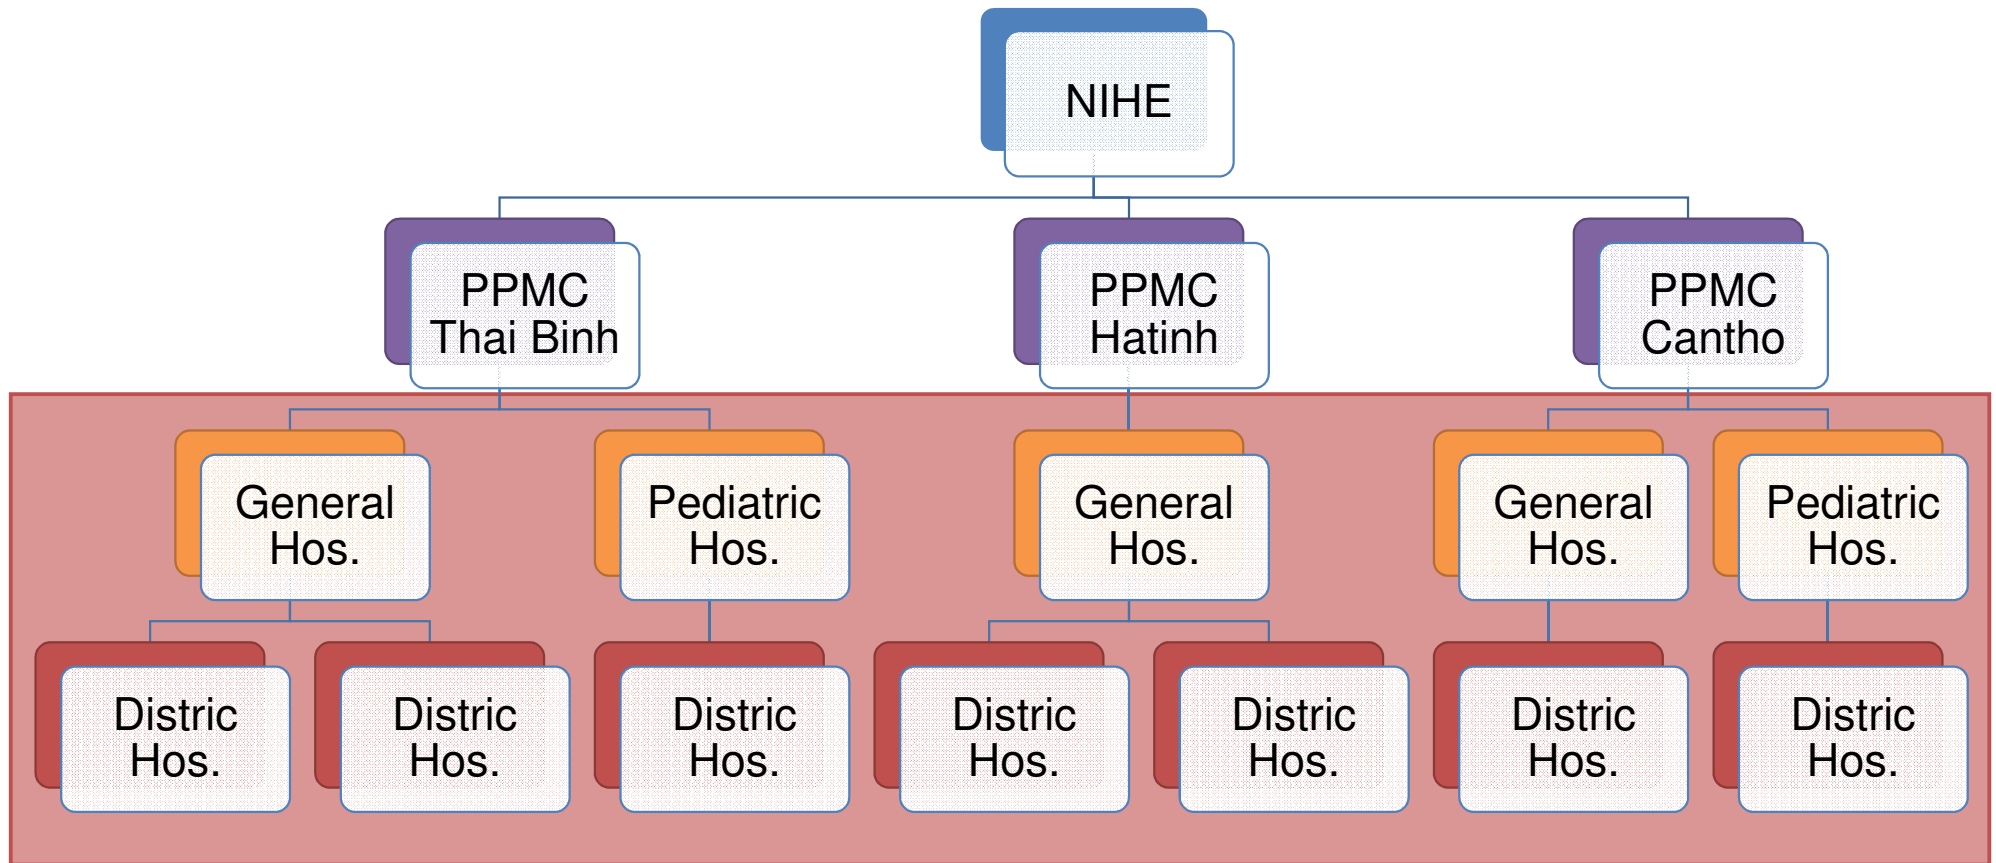 NIHE
PPMC
Thai Binh
PPMC
Hatinh
PPMC
Cantho
General
Hos.
Pediatric
Hos.
General
Hos.
General
Hos.
Pediatric
Hos.
Distric
Hos.
Distric
Hos.
Distric
Hos.
Distric
Hos.
Distric
Hos.
Distric
Hos.
Distric
Hos.